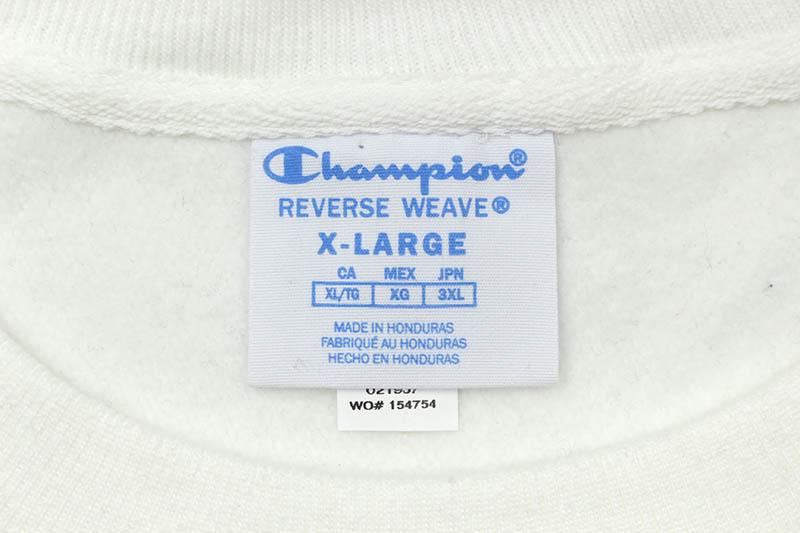 Champion®
REVERSE WEAVE®
X-LARGE
CA MEX JPN
XL/TG XG 3XL
MADE IN HONDURAS
FABRIQUÉ AU HONDURAS
HECHO EN HONDURAS
WO# 154754